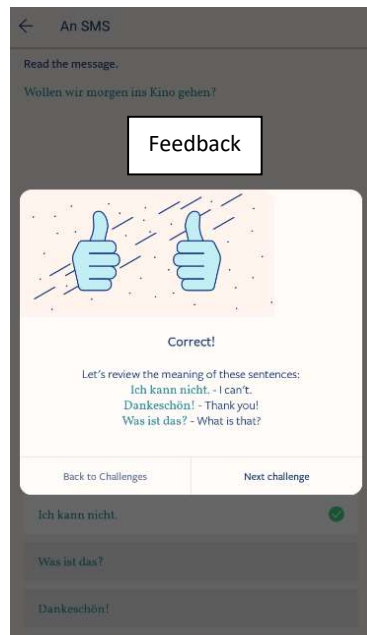 An SMS
Read the message.
Wollen wir morgen ins Kino gehen?
Feedback
Correct!
Let's review the meaning of these sentences:
Ich kann nicht. - I can't.
Dankeschön! - Thank you!
Was ist das? - What is that?
Back to Challenges
Next challenge
Ich kann nicht.
Was ist das?
Dankeschön!